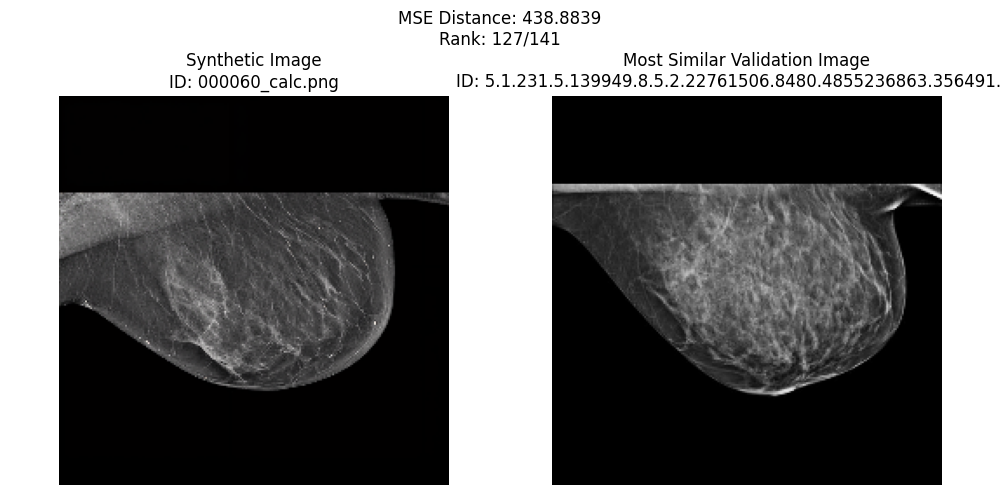 MSE Distance: 438.8839
Rank: 127/141
Synthetic Image
ID: 000060_calc.png
Most Similar Validation Image
ID: 5.1.231.5.139949.8.5.2.22761506.8480.4855236863.356491.